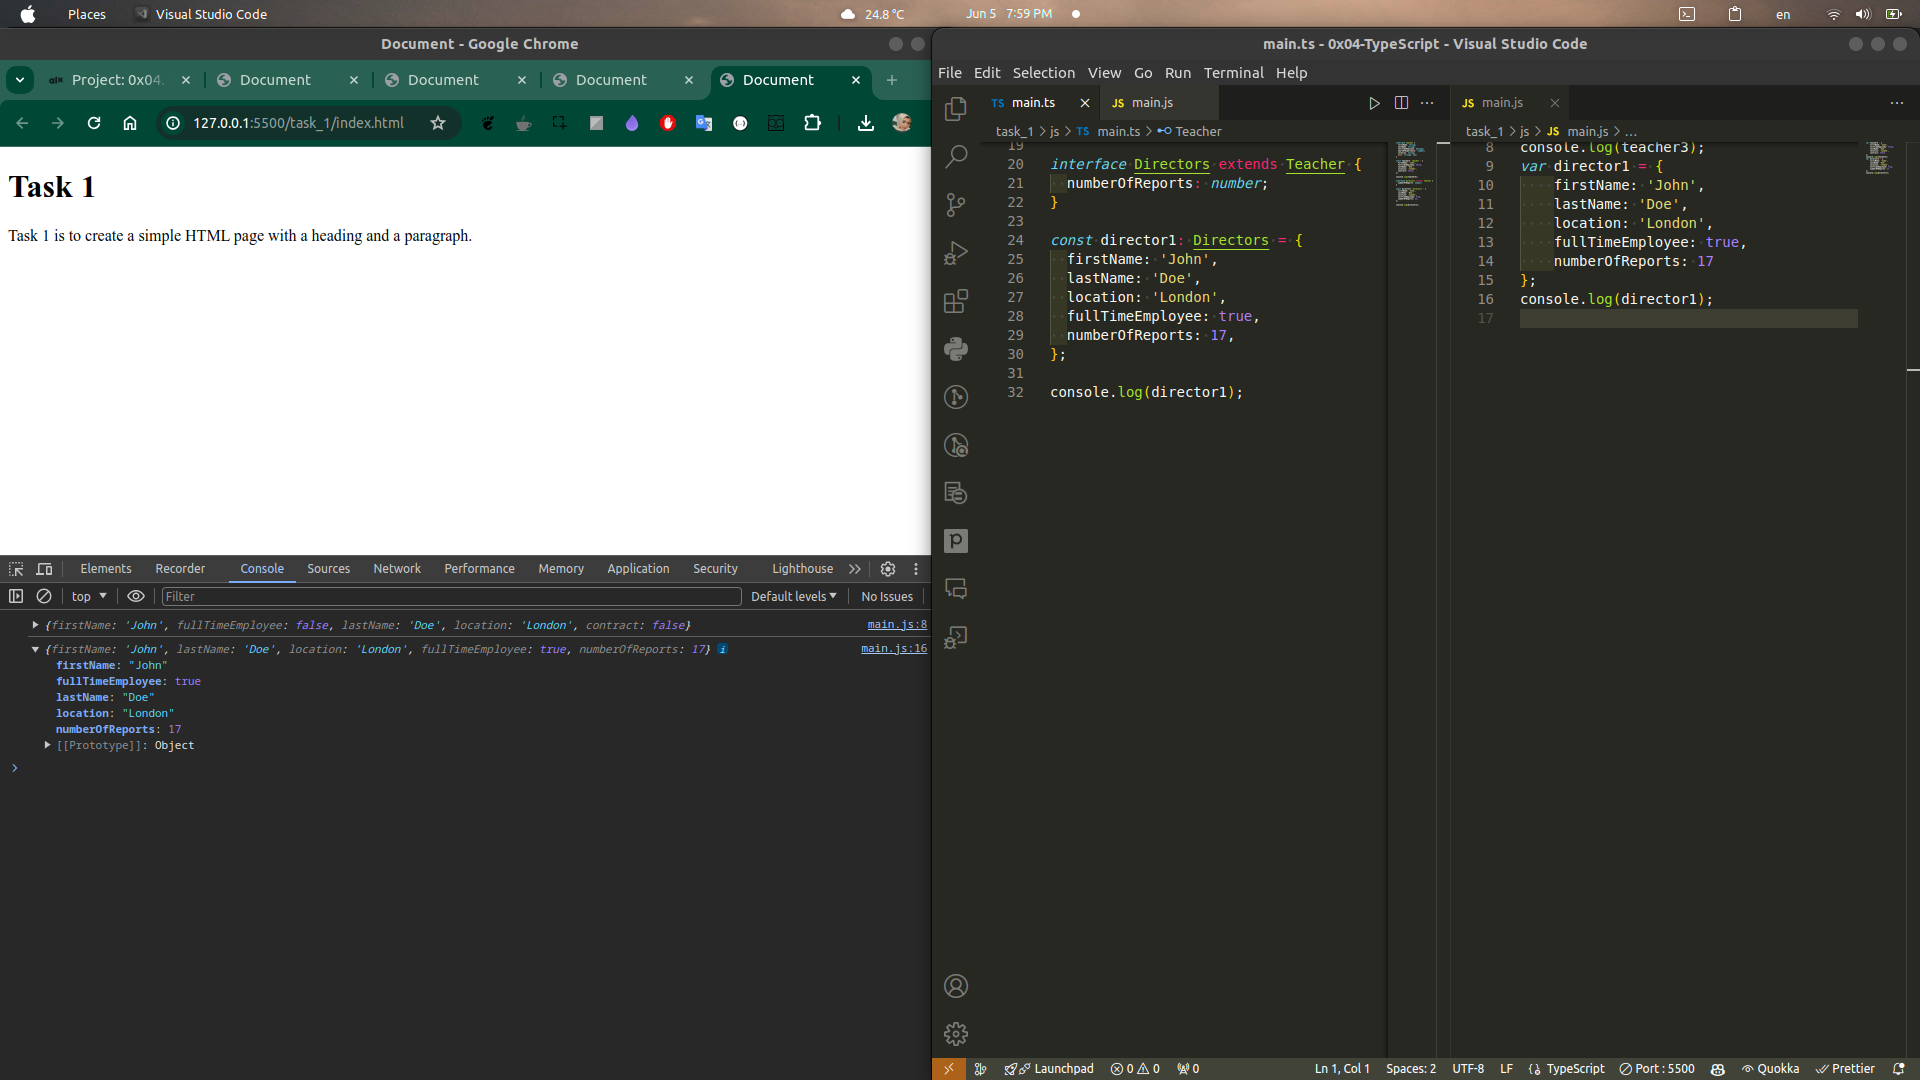 Places
Visual Studio Code
24.8 °C
Jun 5 7:59 PM
en
Document - Google Chrome
Project: 0x04.
Document
Document
Document
Document
127.0.0.1:5500/task_1/index.html
Task 1
Task 1 is to create a simple HTML page with a heading and a paragraph.
Elements
Recorder
Console
Sources
Network
Performance
Memory
Application
Security
Lighthouse
top
Filter
Default levels
No Issues
{firstName: 'John', fullTimeEmployee: false, lastName: 'Doe', location: 'London', contract: false}
main.js:8
{firstName: 'John', lastName: 'Doe', location: 'London', fullTimeEmployee: true, numberOfReports: 17}
main.js:16
firstName: "John"
fullTimeEmployee: true
lastName: "Doe"
location: "London"
numberOfReports: 17
[[Prototype]]: Object
main.ts - 0x04-TypeScript - Visual Studio Code
File Edit Selection View Go Run Terminal Help
TS main.ts
JS main.js
task_1 > js > TS main.ts > Teacher
19
20 interface Directors extends Teacher {
21 numberOfReports: number;
22 }
23
24 const director1: Directors = {
25 firstName: 'John',
26 lastName: 'Doe',
27 location: 'London',
28 fullTimeEmployee: true,
29 numberOfReports: 17,
30 };
31
32 console.log(director1);
JS main.js
task_1 > js > JS main.js > ...
8 console.log(teacher3);
9 var director1 = {
10 firstName: 'John',
11 lastName: 'Doe',
12 location: 'London',
13 fullTimeEmployee: true,
14 numberOfReports: 17
15 };
16 console.log(director1);
17
Launchpad
0 0
0
Ln 1, Col 1
Spaces: 2
UTF-8
LF
TypeScript
Port : 5500
Quokka
Prettier